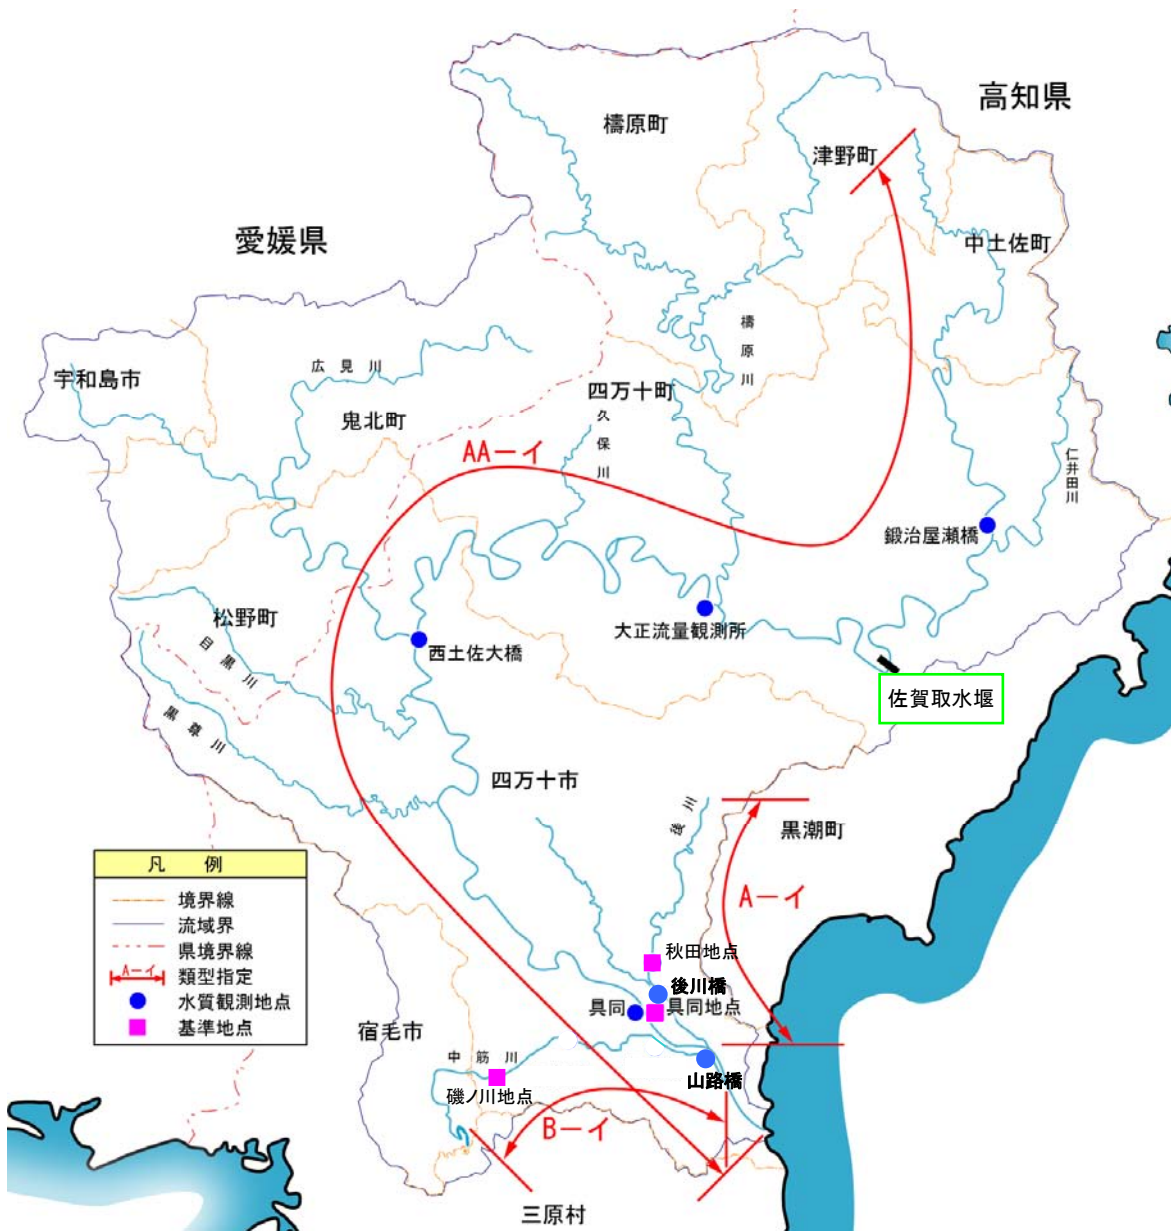 高知県
檮原町
津野町
中土佐町
愛媛県
檮原川
宇和島市
広見川
四万十町
鬼北町
久保川
仁井田川
AA－イ
鍛治屋瀬橋
松野町
大正流量観測所
西土佐大橋
目黒川
佐賀取水堰
黒尊川
四万十市
後川
黒潮町
凡 例
境界線
流域界
県境界線
A－イ
類型指定
水質観測地点
基準地点
A－イ
秋田地点
後川橋
具同
具同地点
宿毛市
中筋川
山路橋
磯ノ川地点
B－イ
三原村